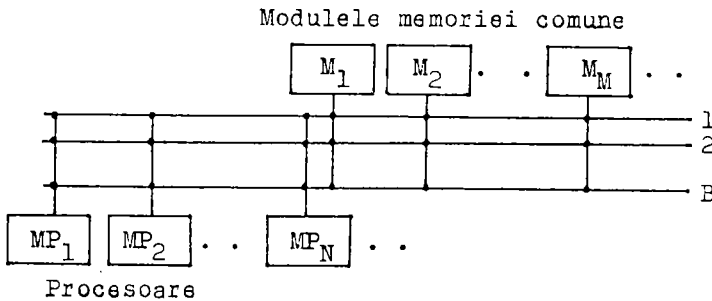 Modulele memoriei comune
M1 M2 . . MM . .
1
2
B
MP1 MP2 . . MPN . .
Procesoare